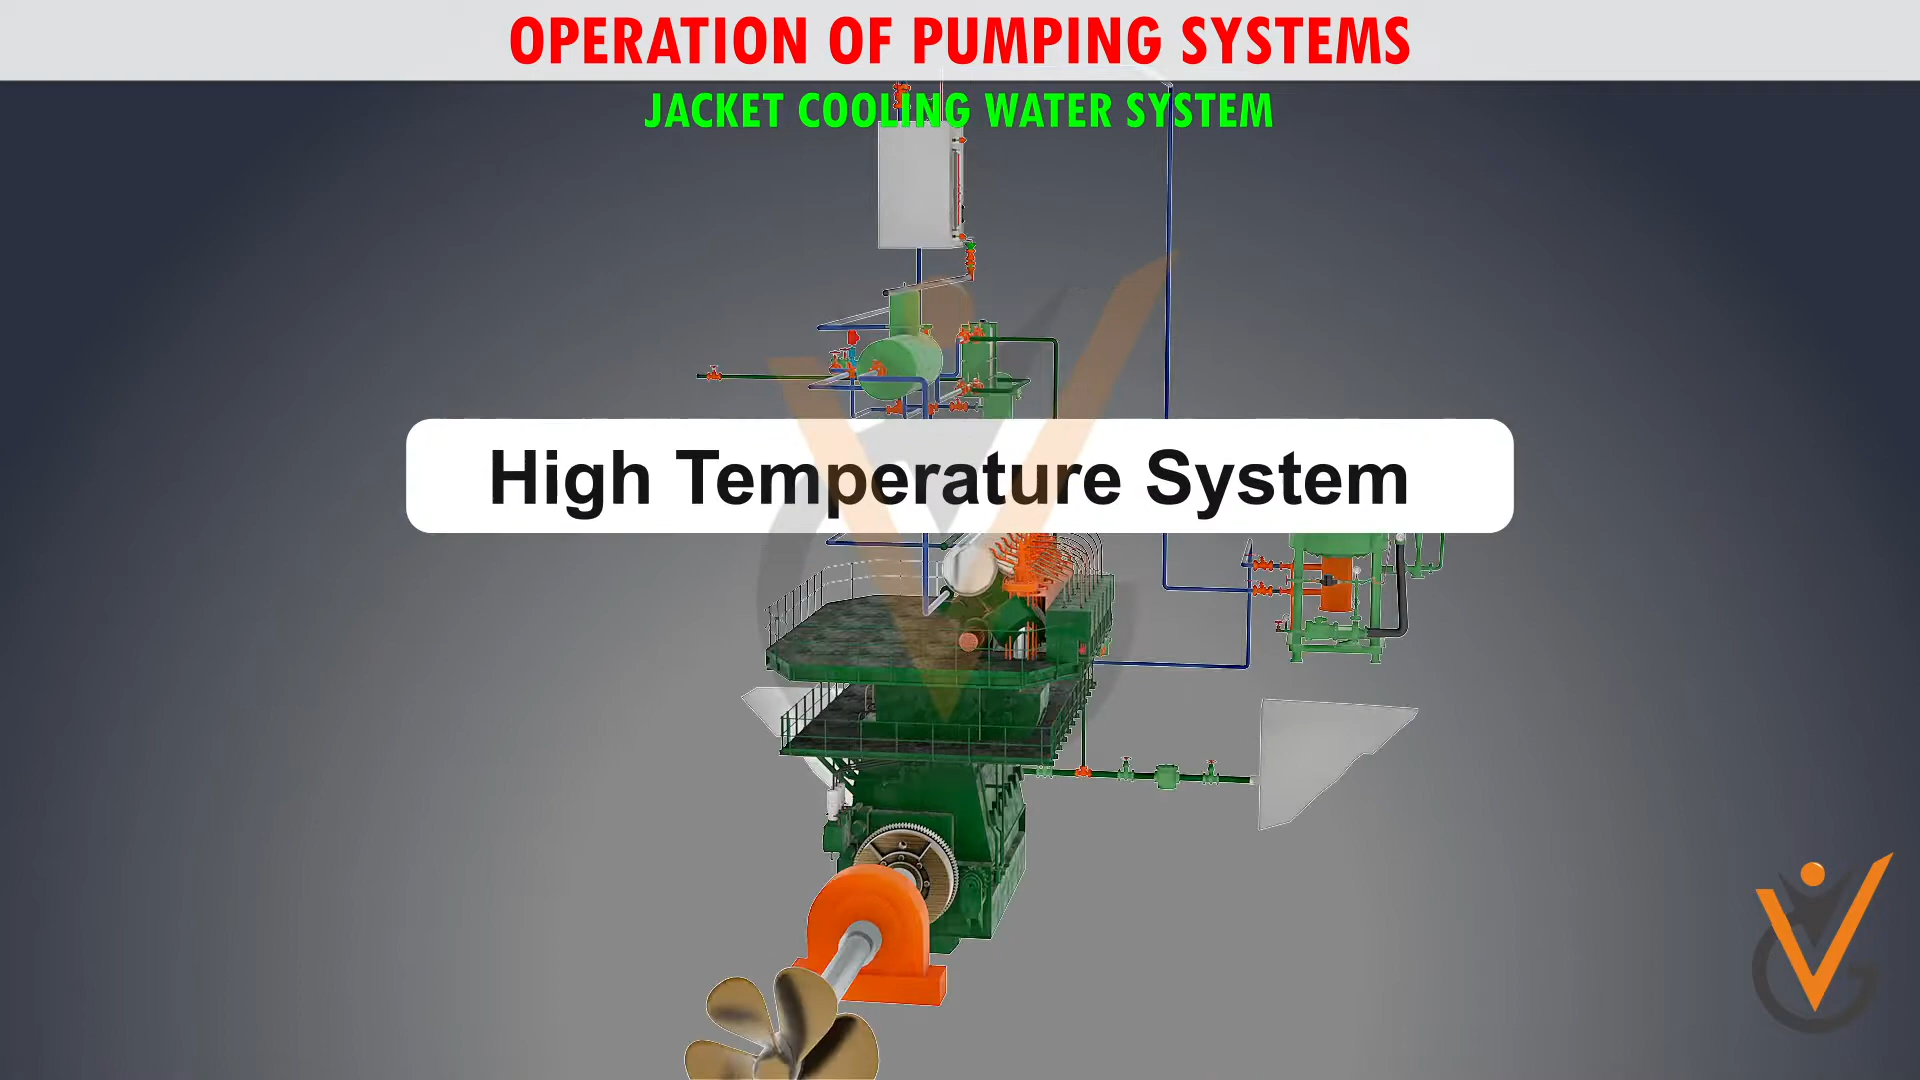 OPERATION OF PUMPING SYSTEMS
JACKET COOLING WATER SYSTEM
High Temperature System